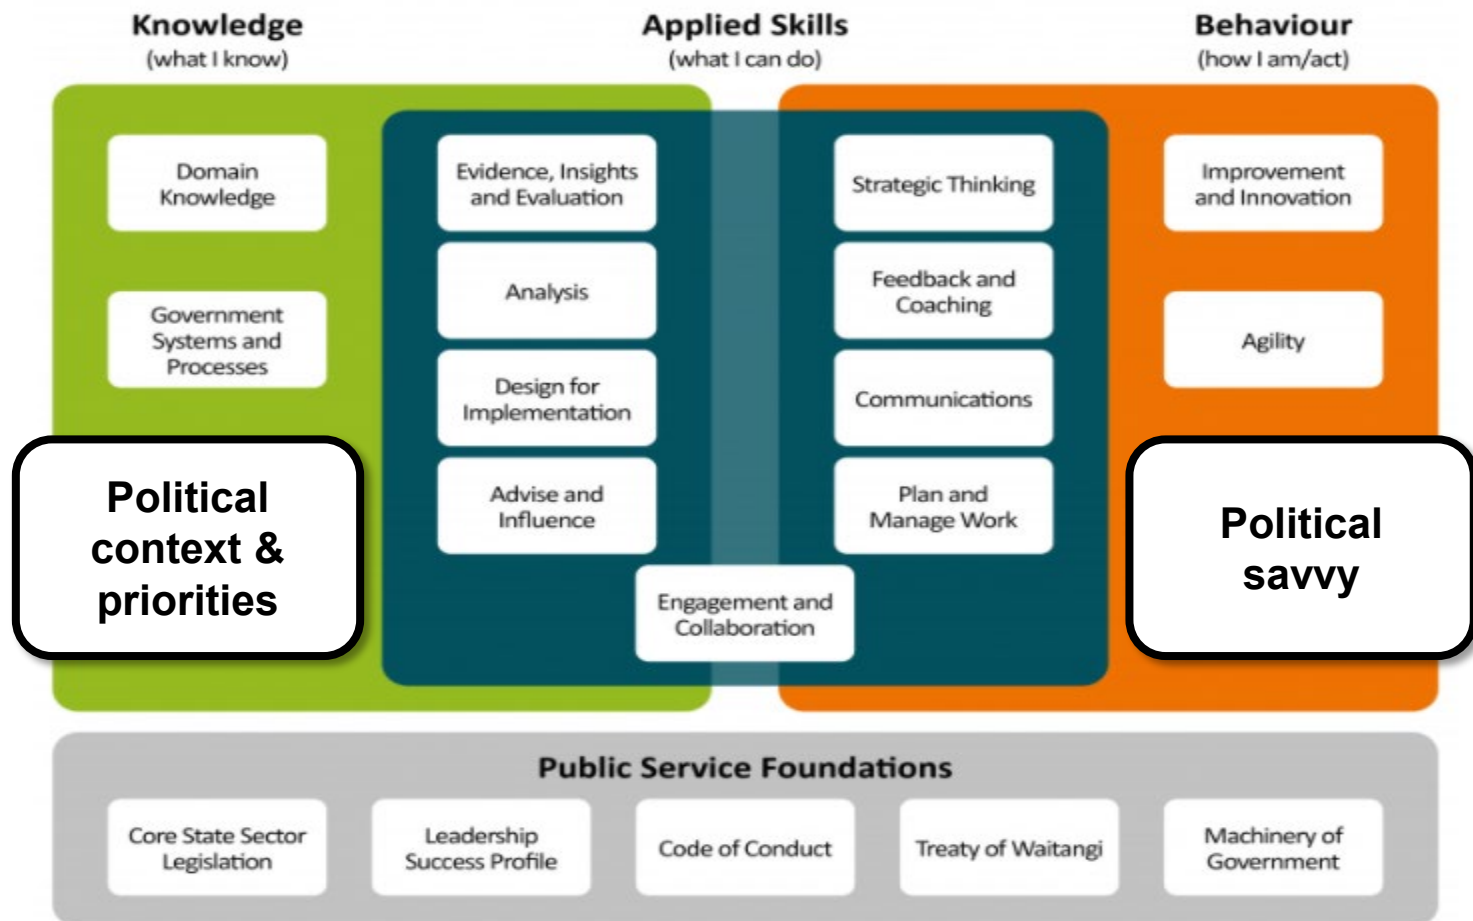 Knowledge
(what I know)
Applied Skills
(what I can do)
Behaviour
(how I am/act)
Domain
Knowledge
Government
Systems and
Processes
Political
context &
priorities
Evidence, Insights
and Evaluation
Analysis
Design for
Implementation
Advise and
Influence
Strategic Thinking
Feedback and
Coaching
Communications
Plan and
Manage Work
Engagement and
Collaboration
Improvement
and Innovation
Agility
Political
savvy
Public Service Foundations
Core State Sector
Legislation
Leadership
Success Profile
Code of Conduct
Treaty of Waitangi
Machinery of
Government